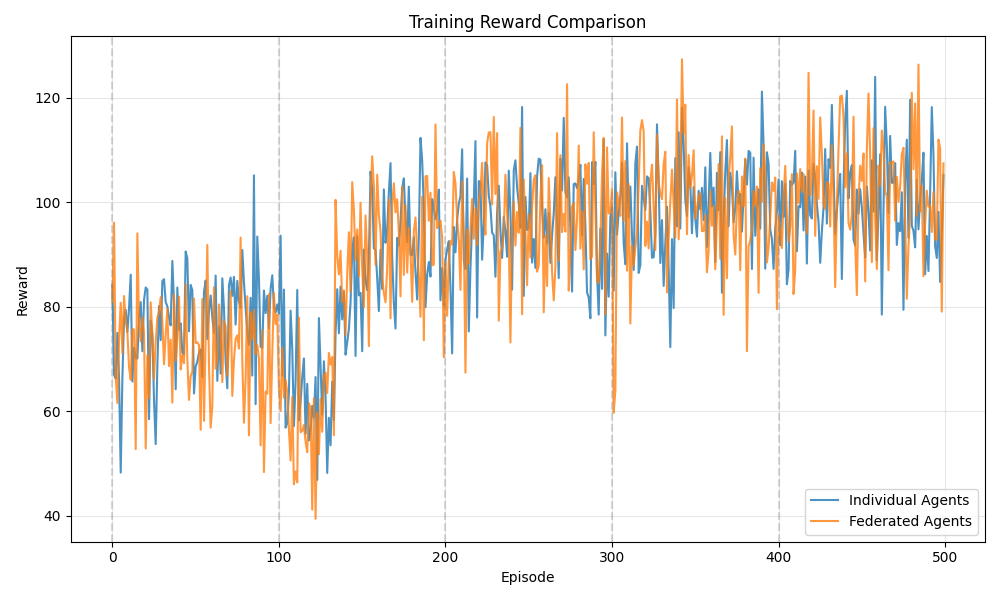 Training Reward Comparison
Reward
120
100
80
60
40
0
100
200
300
400
500
Episode
Individual Agents
Federated Agents